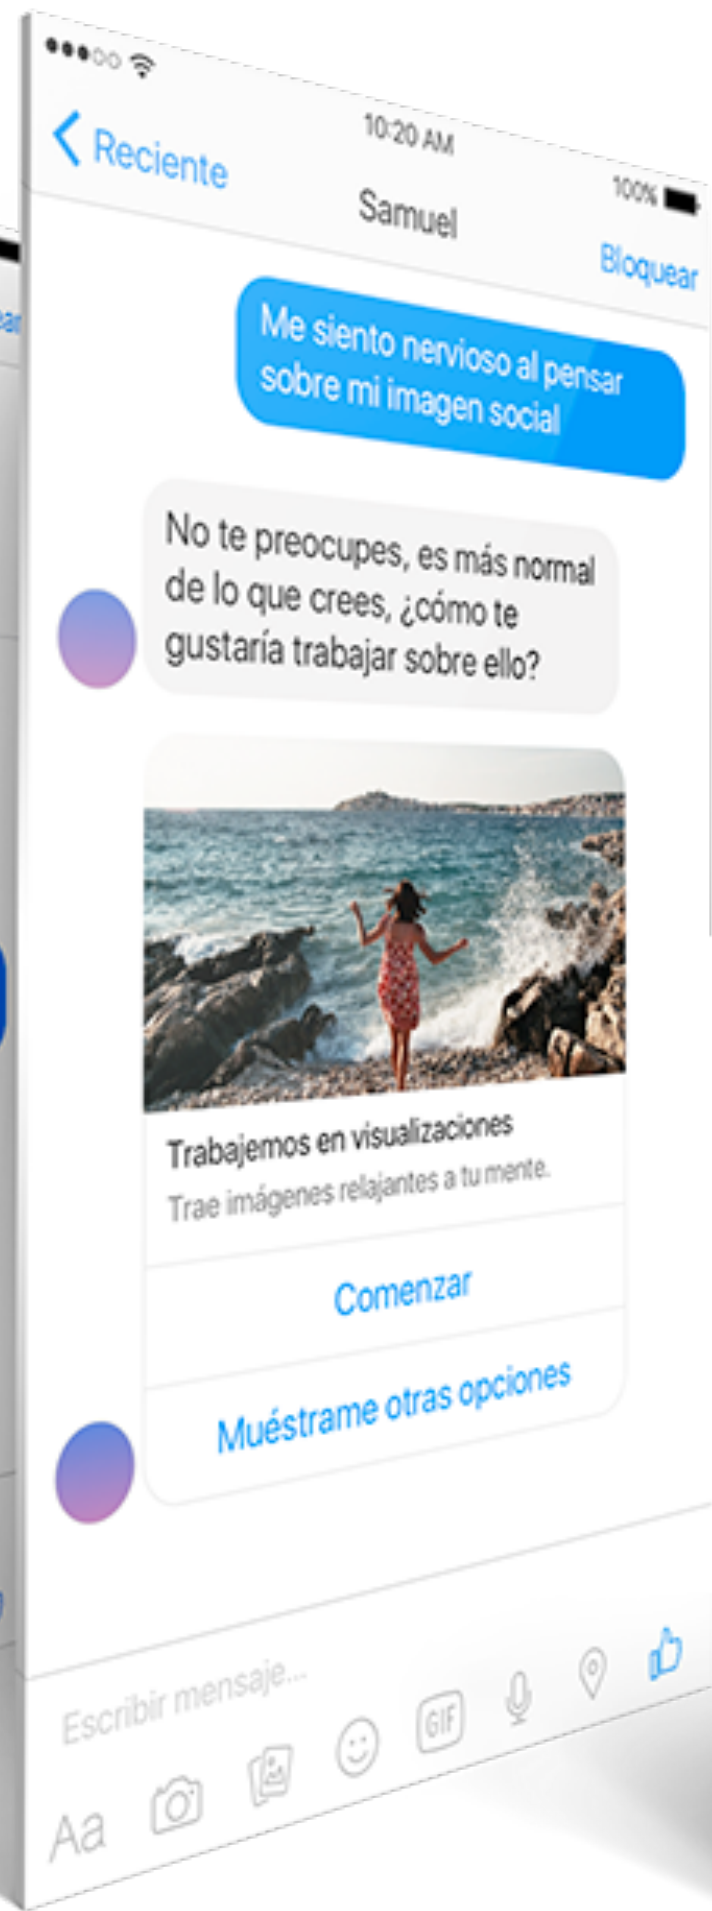 10:20 AM
100%
Reciente
Samuel
Bloquear
Me siento nervioso al pensar
sobre mi imagen social
No te preocupes, es más normal
de lo que crees, ¿cómo te
gustaría trabajar sobre ello?
Trabajemos en visualizaciones
Trae imágenes relajantes a tu mente.
Comenzar
Muéstrame otras opciones
Escribir mensaje...
Aa
GIF